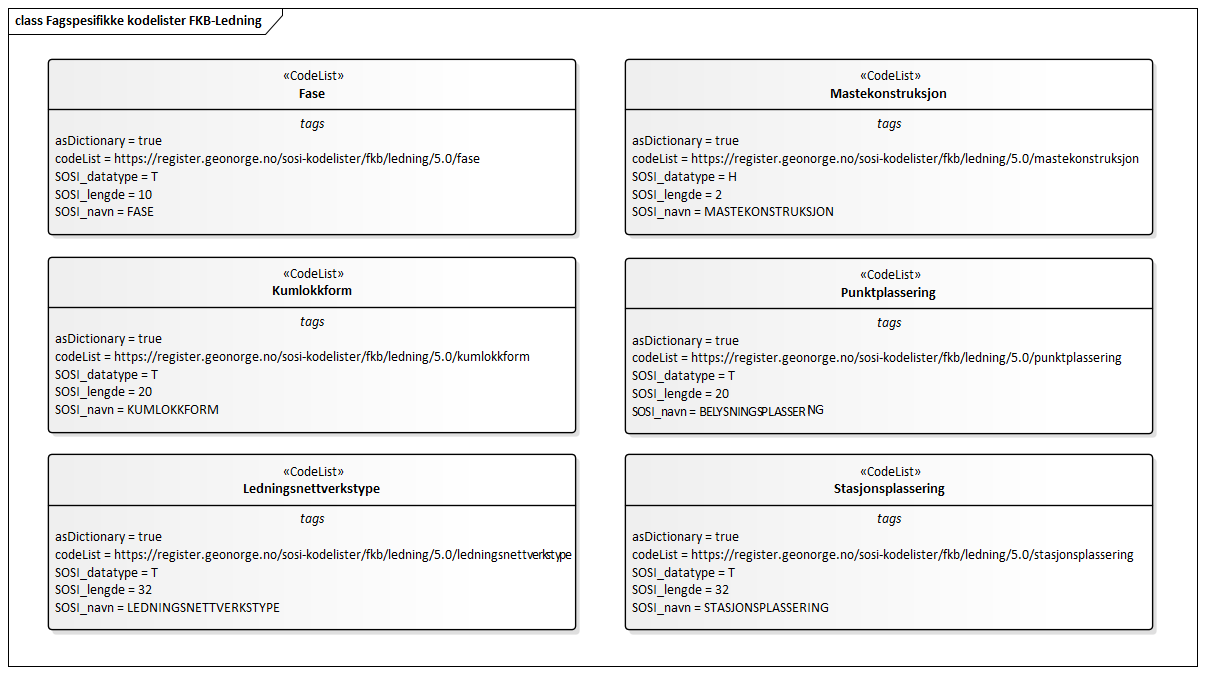 class Fagspesifikke kodelister FKB-Ledning
«CodeList»
Fase
tags
asDictionary = true
codeList = https://register.geonorge.no/sosi-kodelister/fkb/ledning/5.0/fase
SOSI_datatype = T
SOSI_lengde = 10
SOSI_navn = FASE
«CodeList»
Mastekonstruksjon
tags
asDictionary = true
codeList = https://register.geonorge.no/sosi-kodelister/fkb/ledning/5.0/mastekonstruksjon
SOSI_datatype = H
SOSI_lengde = 2
SOSI_navn = MASTEKONSTRUKSJON
«CodeList»
Kumlokkform
tags
asDictionary = true
codeList = https://register.geonorge.no/sosi-kodelister/fkb/ledning/5.0/kumlokkform
SOSI_datatype = T
SOSI_lengde = 20
SOSI_navn = KUMLOKKFORM
«CodeList»
Punktplassering
tags
asDictionary = true
codeList = https://register.geonorge.no/sosi-kodelister/fkb/ledning/5.0/punktplassering
SOSI_datatype = T
SOSI_lengde = 20
SOSI_navn = BELYSNINGSPLASSERING
«CodeList»
Ledningsnettverkstype
tags
asDictionary = true
codeList = https://register.geonorge.no/sosi-kodelister/fkb/ledning/5.0/ledningsnettverkstype
SOSI_datatype = T
SOSI_lengde = 32
SOSI_navn = LEDNINGSNETTVERKSTYPE
«CodeList»
Stasjonsplassering
tags
asDictionary = true
codeList = https://register.geonorge.no/sosi-kodelister/fkb/ledning/5.0/stasjonsplassering
SOSI_datatype = T
SOSI_lengde = 32
SOSI_navn = STASJONSPLASSERING